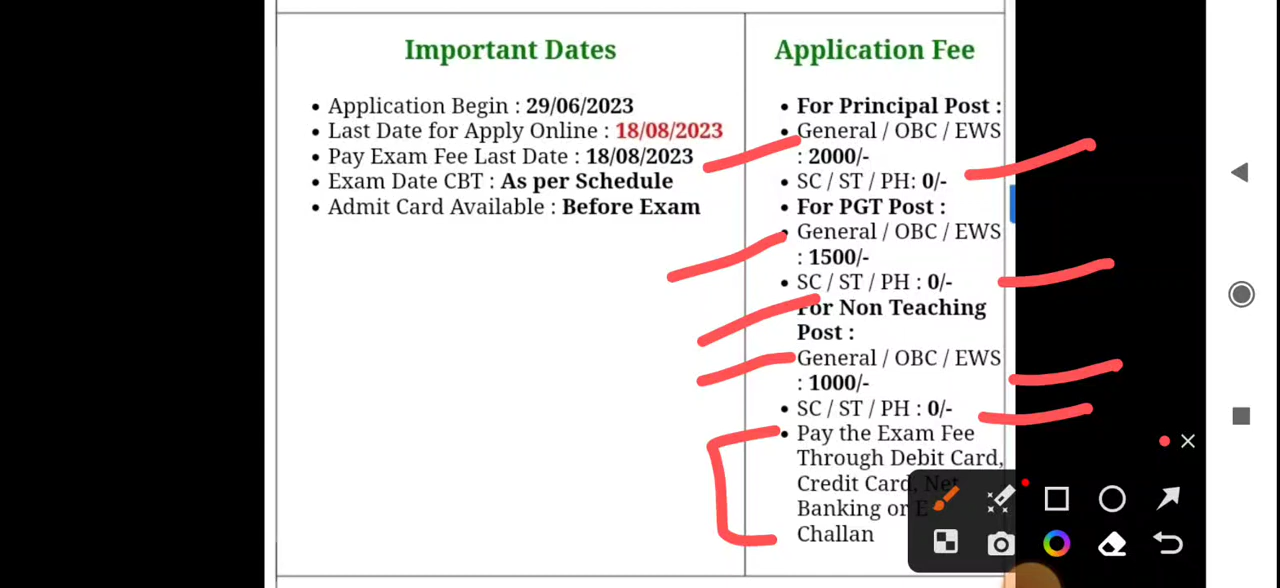 Important Dates
Application Begin : 29/06/2023
Last Date for Apply Online : 18/08/2023
Pay Exam Fee Last Date : 18/08/2023
Exam Date CBT : As per Schedule
Admit Card Available : Before Exam
Application Fee
For Principal Post :
General / OBC / EWS
: 2000/-
SC / ST / PH: 0/-
For PGT Post :
General / OBC / EWS
: 1500/-
SC / ST / PH : 0/-
For Non Teaching
Post :
General / OBC / EWS
: 1000/-
SC / ST / PH : 0/-
Pay the Exam Fee
Through Debit Card,
Credit Card, Net
Banking or E
Challan